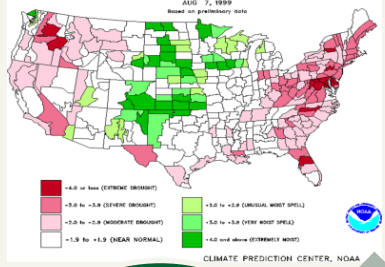 AUG 7, 1999
Based on preliminary data
-4.0 or less (EXTREME DROUGHT)
-3.0 to -3.9 (SEVERE DROUGHT)
-2.0 to -2.9 (MODERATE DROUGHT)
-1.9 to +1.9 (NEAR NORMAL)
+2.0 to +2.9 (UNUSUAL MOIST SPELL)
+3.0 to +3.9 (VERY MOIST SPELL)
+4.0 and above (EXTREMELY MOIST)
NOAA
CLIMATE PREDICTION CENTER, NOAA